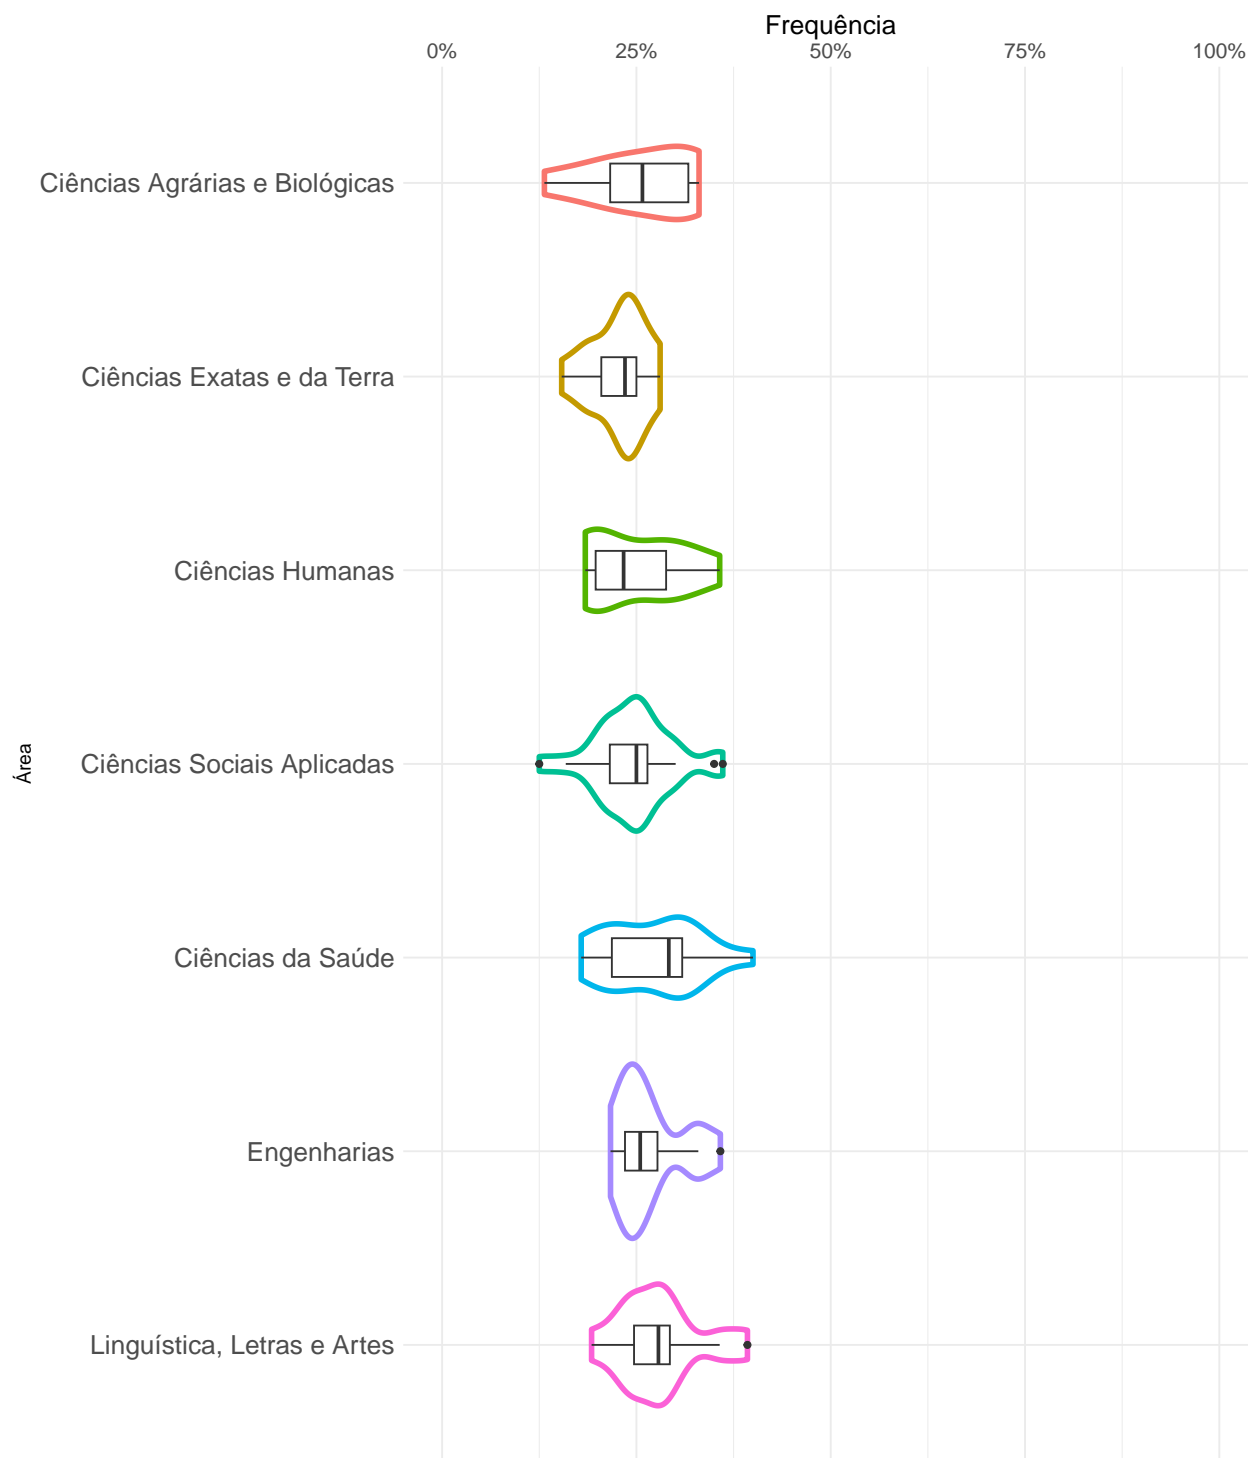 Frequência
0% 25% 50% 75% 100%
Ciências Agrárias e Biológicas
Ciências Exatas e da Terra
Ciências Humanas
Área
Ciências Sociais Aplicadas
Ciências da Saúde
Engenharias
Linguística, Letras e Artes